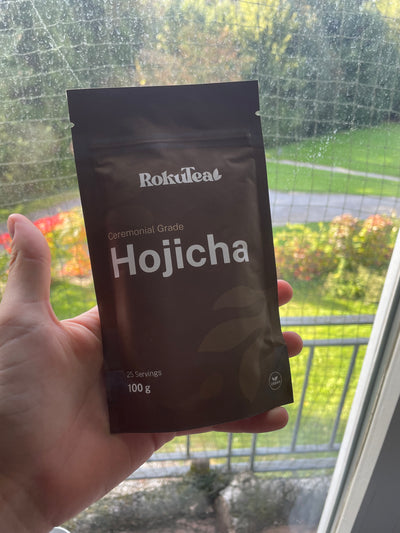 RokuTea
Ceremonial Grade
Hojicha
25 Servings
100 g